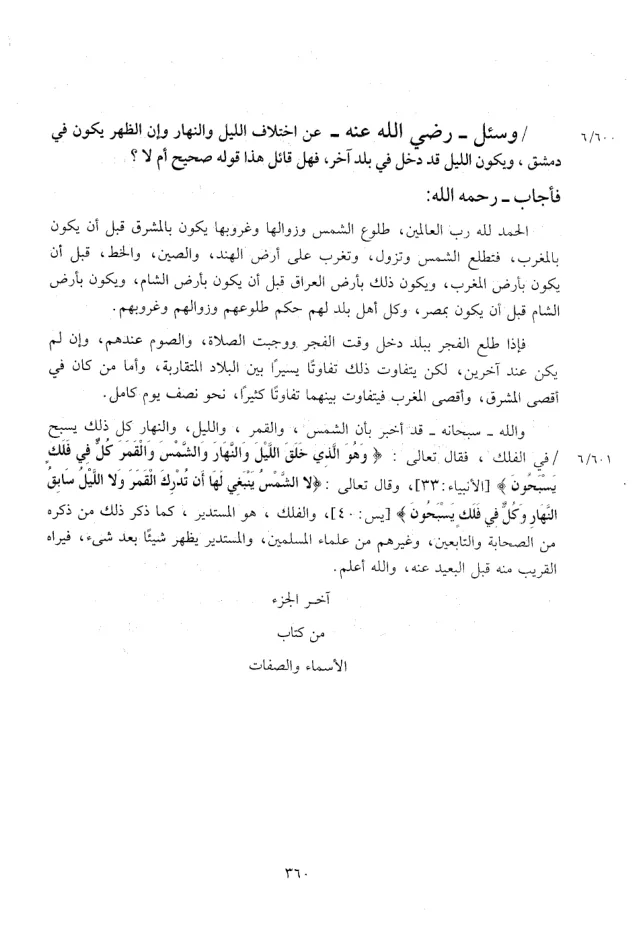 ٦/٦٠٠ / وسئل ـ رضي الله عنه ـ عن اختلاف الليل والنهار وإن الظهر يكون في
دمشق، ويكون الليل قد دخل في بلد آخر، فهل قائل هذا قوله صحيح أم لا ؟
فأجاب ـ رحمه الله:
الحمد لله رب العالمين، طلوع الشمس وزوالها وغروبها يكون بالمشرق قبل أن يكون
بالمغرب، فتطلع الشمس وتزول، وتغرب على أرض الهند، والصين، والخط، قبل أن
يكون بأرض المغرب، ويكون ذلك بأرض العراق قبل أن يكون بأرض الشام، ويكون بأرض
الشام قبل أن يكون بمصر، وكل أهل بلد لهم حكم طلوعهم وزوالهم وغروبهم.
فإذا طلع الفجر ببلد دخل وقت الفجر ووجبت الصلاة، والصوم عندهم، وإن لم
يكن عند آخرين، لكن يتفاوت ذلك تفاوتًا يسيرًا بين البلاد المتقاربة، وأما من كان في
أقصى المشرق، وأقصى المغرب فيتفاوت بينهما تفاوتًا كثيرًا، نحو نصف يوم كامل.
والله ـ سبحانه ـ قد أخبر بأن الشمس ، والقمر ، والليل، والنهار كل ذلك يسبح
٦/٦٠١ / في الفلك ، فقال تعالى : ﴿ وَهُوَ الَّذِي خَلَقَ اللَّيْلَ وَالنَّهَارَ وَالشَّمْسَ وَالْقَمَرَ كُلٌّ فِي فَلَكٍ
يَسْبَحُونَ ﴾ [الأنبياء:٣٣]، وقال تعالى :﴿لا الشَّمْسُ يَنْبَغِي لَهَا أَن تُدْرِكَ الْقَمَرَ وَلا اللَّيْلُ سَابِقُ
النَّهَارِ وَكُلٌّ فِي فَلَكٍ يَسْبَحُونَ ﴾ [يس:٤٠]، والفلك ، هو المستدير ، كما ذكر ذلك من ذكره
من الصحابة والتابعين، وغيرهم من علماء المسلمين، والمستدير يظهر شيئًا بعد شيء، فيراه
القريب منه قبل البعيد عنه، والله أعلم.
آخر الجزء
من كتاب
الأسماء والصفات
٣٦٠